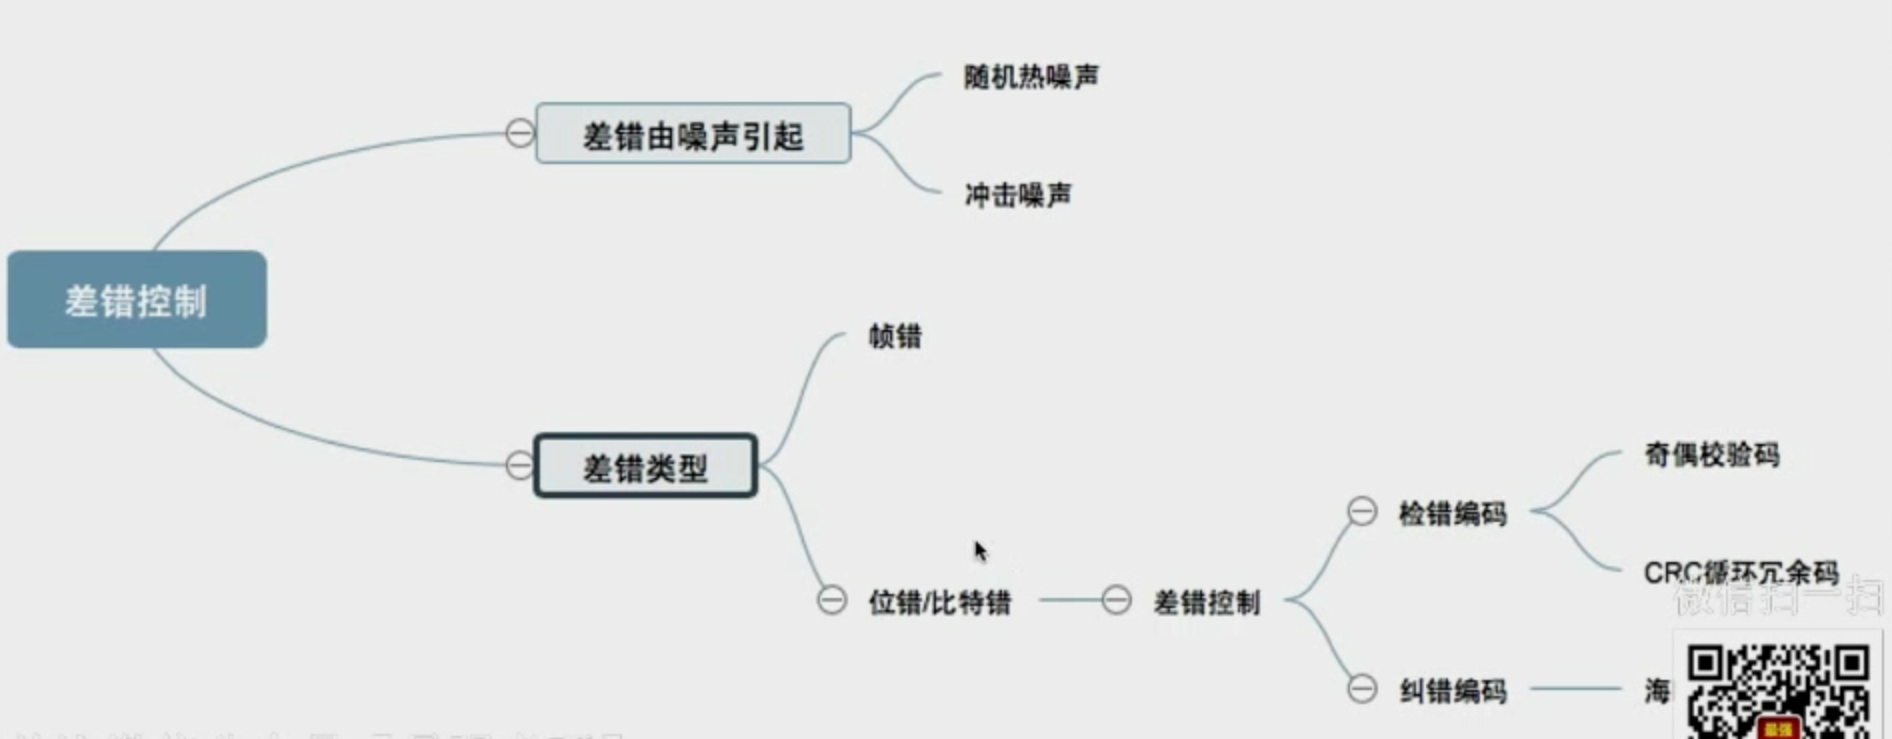 随机热噪声
差错由噪声引起
冲击噪声
差错控制
帧错
差错类型
奇偶校验码
检错编码
CRC循环冗余码
微信扫一扫
位错/比特错
差错控制
纠错编码
海
最强